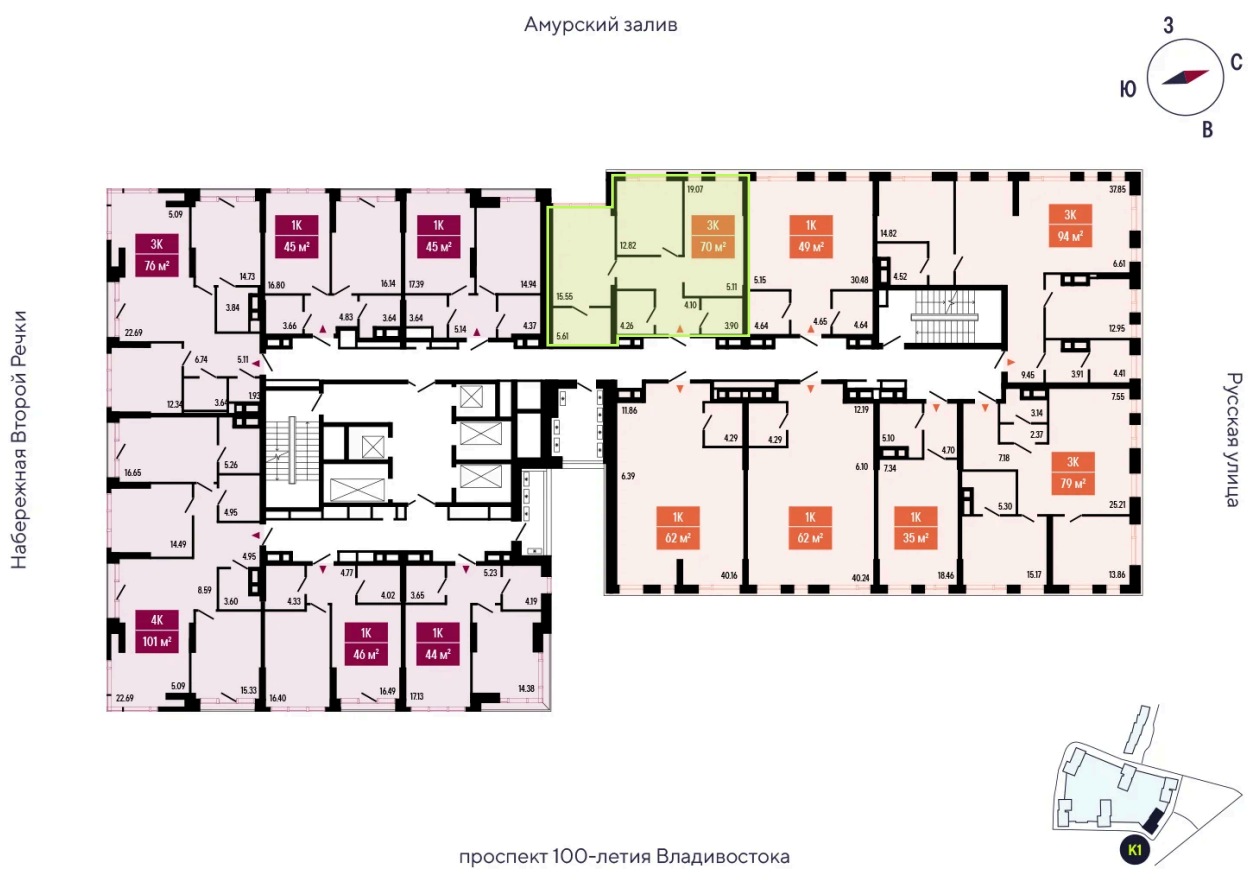 Амурский залив
З
С
Ю
В
Набережная Второй Речки
Русская улица
5.09
3К
76 м²
14.73
3.84
22.69
6.74
5.11
12.34
3.64
1.93
1К
45 м²
16.80
16.14
3.66
4.83
3.64
1К
45 м²
17.39
14.94
3.64
5.14
4.37
19.07
3К
70 м²
12.82
15.55
5.11
4.10
5.61
4.26
3.90
1К
49 м²
5.15
30.48
4.64
4.65
4.64
37.85
3К
94 м²
14.82
4.52
6.61
12.95
9.45
3.91
4.41
16.65
5.26
4.95
14.49
4.95
8.59
3.60
4К
101 м²
22.69
5.09
15.33
4.77
4.33
4.02
1К
46 м²
16.40
16.49
5.23
3.65
4.19
1К
44 м²
17.13
14.38
11.86
4.29
6.39
1К
62 м²
40.16
12.19
4.29
6.10
1К
62 м²
40.24
5.10
4.70
7.34
1К
35 м²
18.46
7.55
3.14
2.37
7.18
3К
79 м²
5.30
25.21
15.17
13.86
К1
проспект 100-летия Владивостока